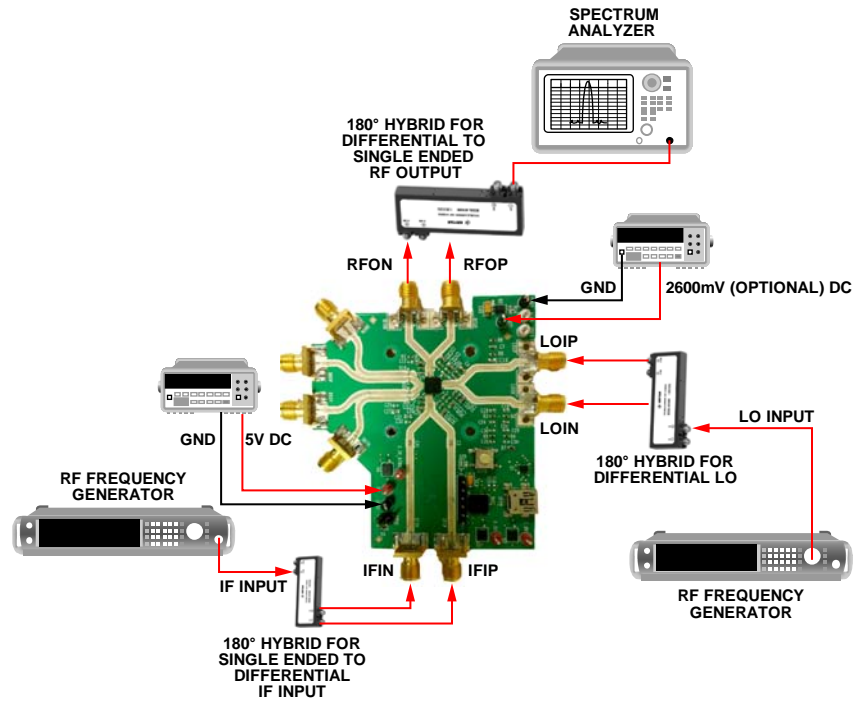 SPECTRUM
ANALYZER
180° HYBRID FOR
DIFFERENTIAL TO
SINGLE ENDED
RF OUTPUT
RFON
RFOP
GND
2600mV (OPTIONAL) DC
LOIP
LOIN
LO INPUT
180° HYBRID FOR
DIFFERENTIAL LO
GND
5V DC
RF FREQUENCY
GENERATOR
IF INPUT
IFIN
IFIP
180° HYBRID FOR
SINGLE ENDED TO
DIFFERENTIAL
IF INPUT
RF FREQUENCY
GENERATOR